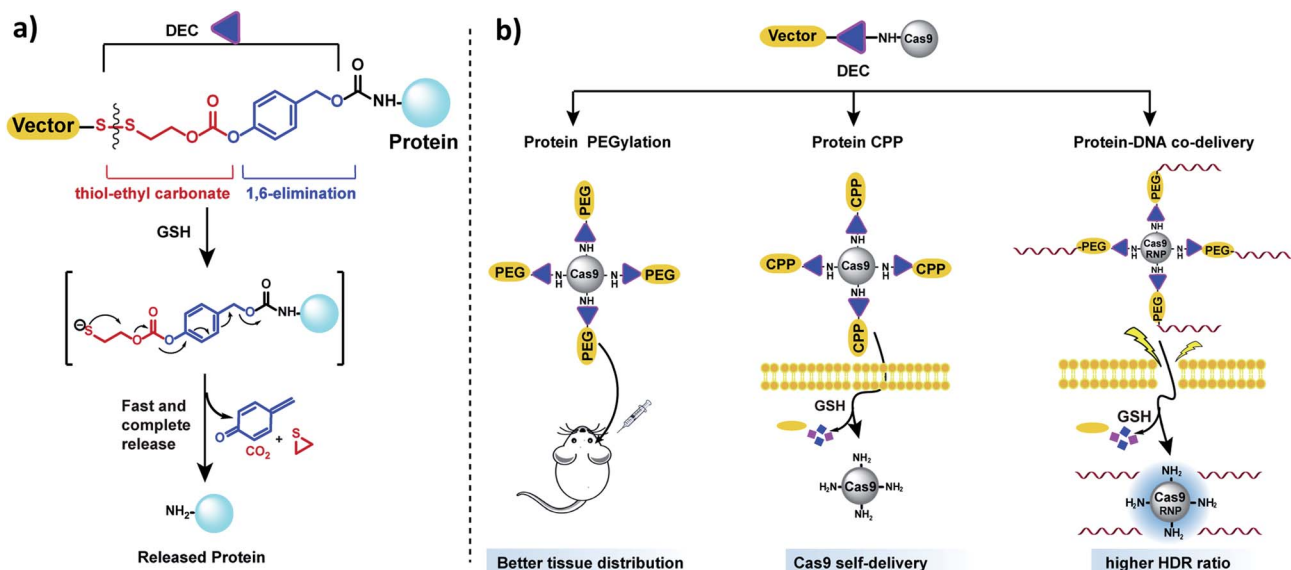 a)
DEC
Vector
S
S
O
O
O
O
O
NH
Protein
thiol-ethyl carbonate
1,6-elimination
GSH
⊖S
O
O
O
O
O
NH
Fast and
complete
release
O
CO2
+
S
NH2
Released Protein
b)
Vector
NH
Cas9
DEC
Protein PEGylation
PEG
NH
PEG
N
H
Cas9
N
H
PEG
NH
PEG
Better tissue distribution
Protein CPP
CPP
NH
CPP
N
H
Cas9
N
H
CPP
NH
CPP
GSH
NH2
H2N
Cas9
NH2
NH2
Cas9 self-delivery
Protein-DNA co-delivery
PEG
NH
PEG
N
H
Cas9
RNP
N
H
PEG
NH
PEG
GSH
NH2
H2N
Cas9
RNP
NH2
NH2
higher HDR ratio